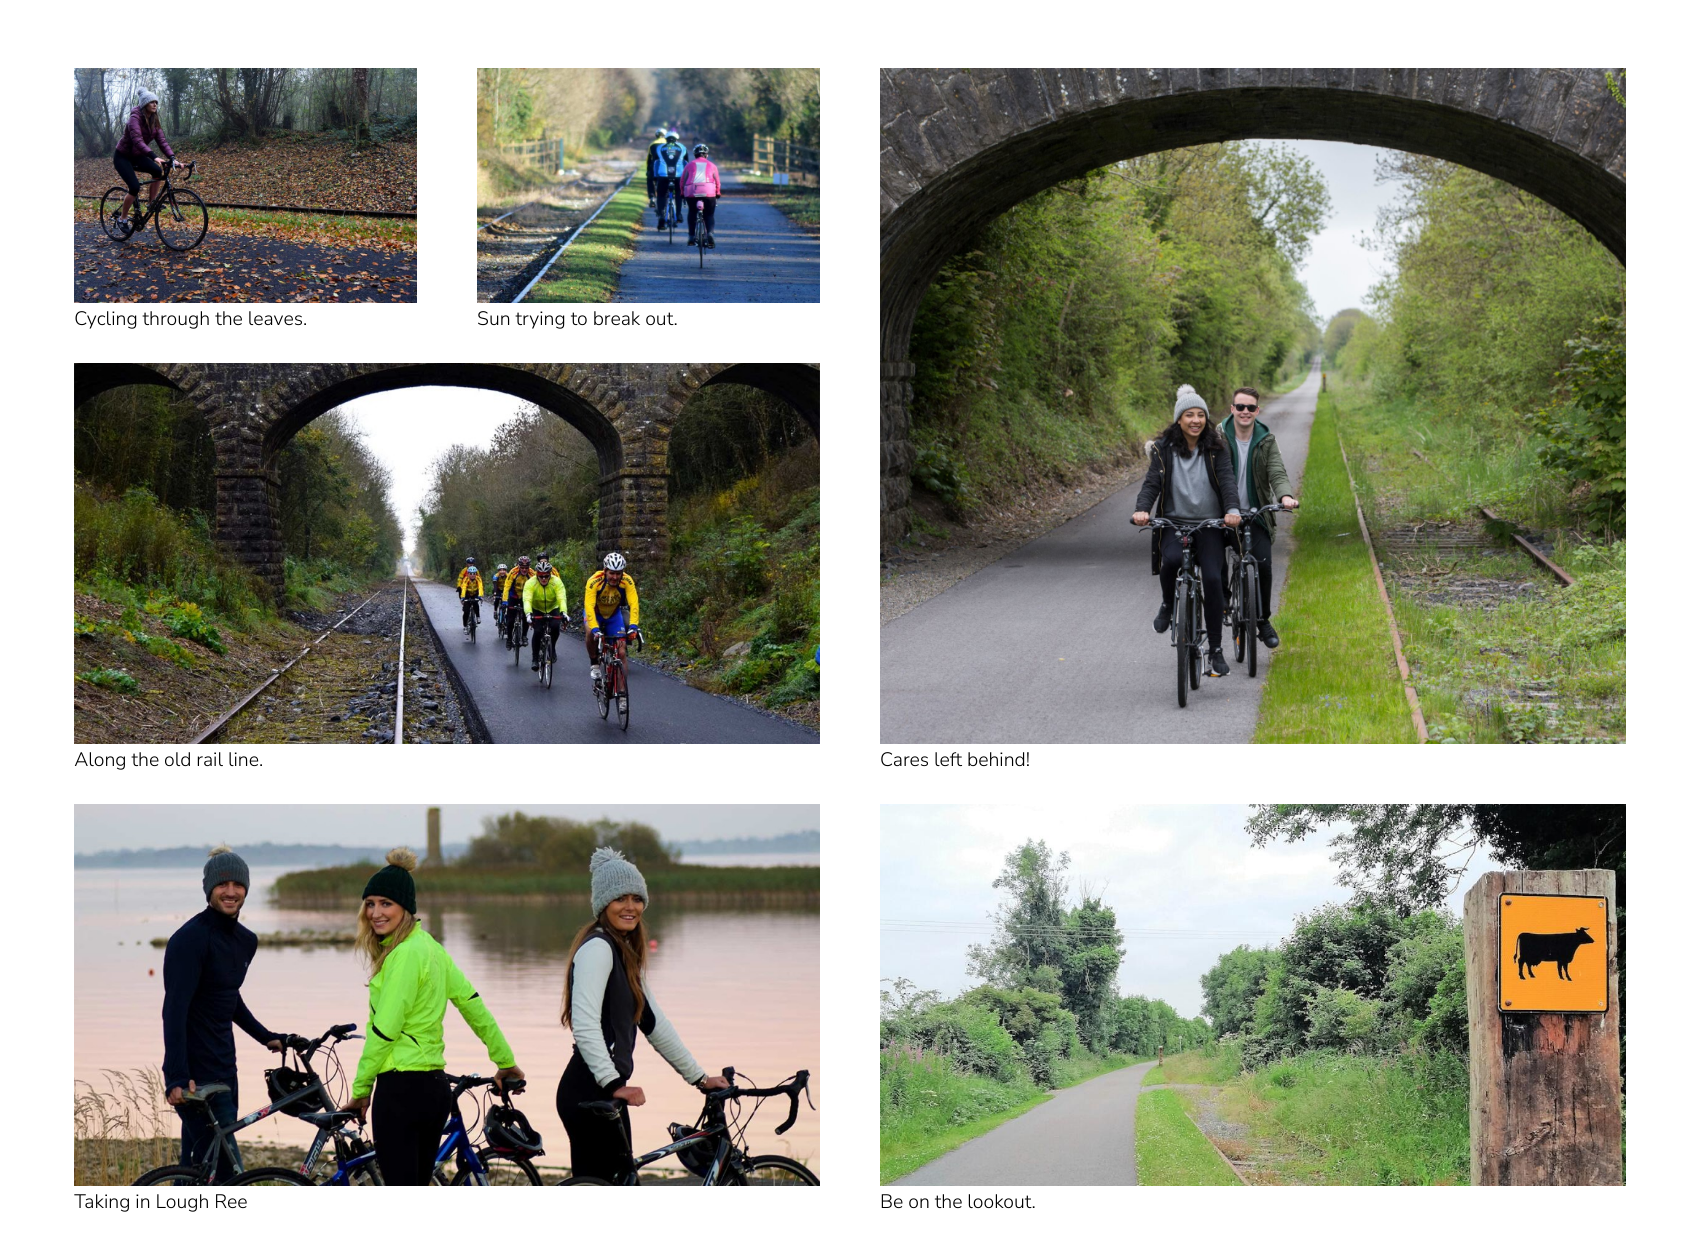 Cycling through the leaves.
Sun trying to break out.
Along the old rail line.
Cares left behind!
Taking in Lough Ree
Be on the lookout.